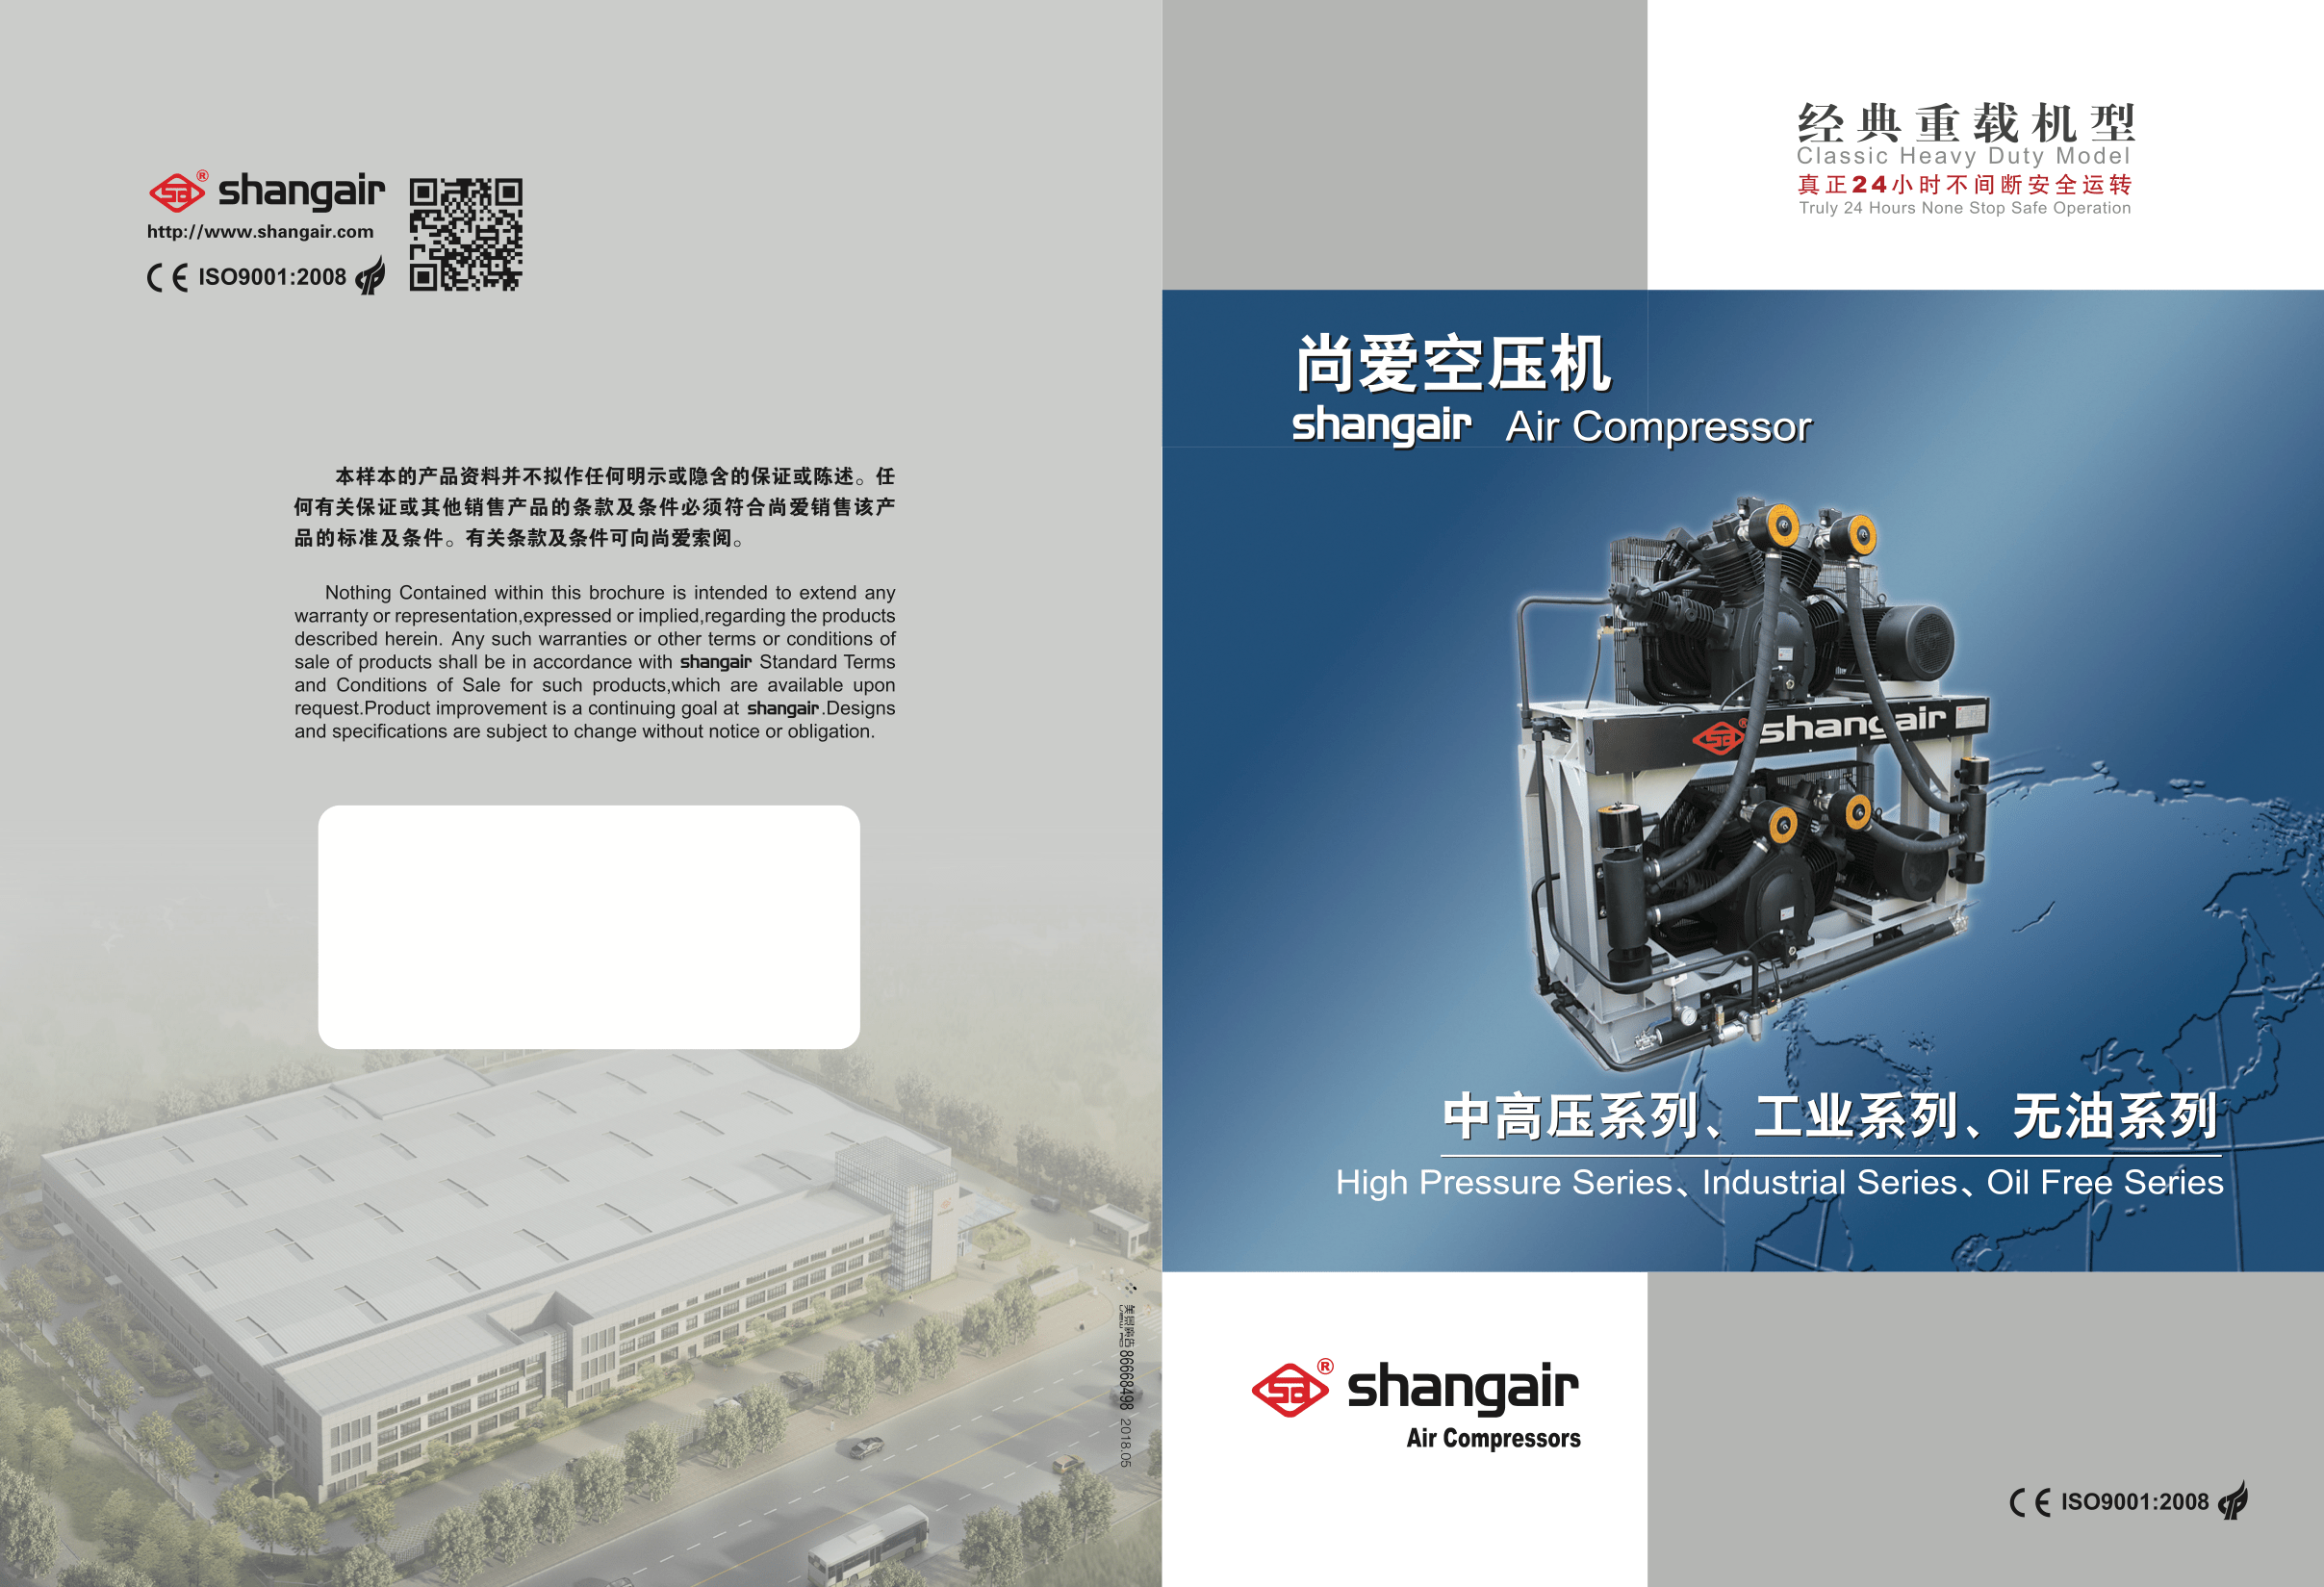 shangair
http://www.shangair.com
CE ISO9001:2008
本样本的产品资料并不拟作任何明示或隐含的保证或陈述。任
何有关保证或其他销售产品的条款及条件必须符合尚爱销售该产
品的标准及条件。有关条款及条件可向尚爱索阅。
Nothing Contained within this brochure is intended to extend any
warranty or representation,expressed or implied,regarding the products
described herein. Any such warranties or other terms or conditions of
sale of products shall be in accordance with shangair Standard Terms
and Conditions of Sale for such products,which are available upon
request.Product improvement is a continuing goal at shangair.Designs
and specifications are subject to change without notice or obligation.
86668498 2018.05
经典重载机型
Classic Heavy Duty Model
真正24小时不间断安全运转
Truly 24 Hours None Stop Safe Operation
尚爱空压机
shangair Air Compressor
SA® shangair
中高压系列、工业系列、无油系列
High Pressure Series、Industrial Series、Oil Free Series
SA® shangair
Air Compressors
CE ISO9001:2008